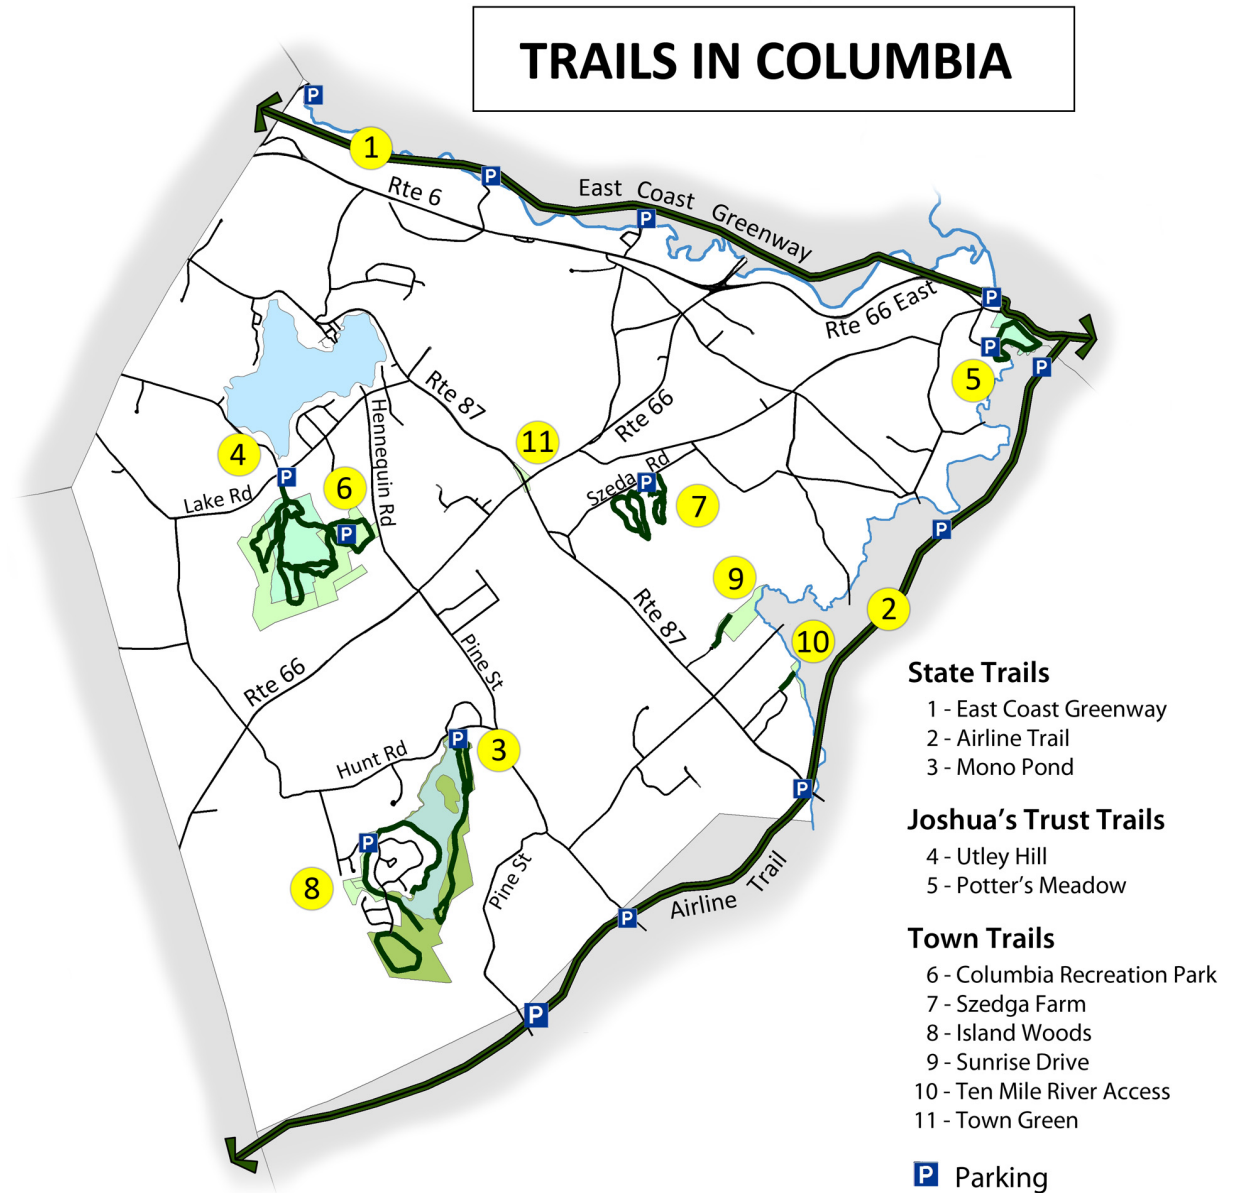 TRAILS IN COLUMBIA
P
1
P
Rte 6
East Coast Greenway
P
P
Rte 66 East
P
5
P
Rte 87
Rte 66
Hennequin Rd
11
4
P
6
Lake Rd
P
Szeda Rd
P
7
P
9
2
10
Rte 87
Pine St
Rte 66
Hunt Rd
P
3
P
8
P
Pine St
Airline Trail
P
P
State Trails
1 - East Coast Greenway
2 - Airline Trail
3 - Mono Pond
Joshua's Trust Trails
4 - Utley Hill
5 - Potter's Meadow
Town Trails
6 - Columbia Recreation Park
7 - Szedga Farm
8 - Island Woods
9 - Sunrise Drive
10 - Ten Mile River Access
11 - Town Green
P Parking